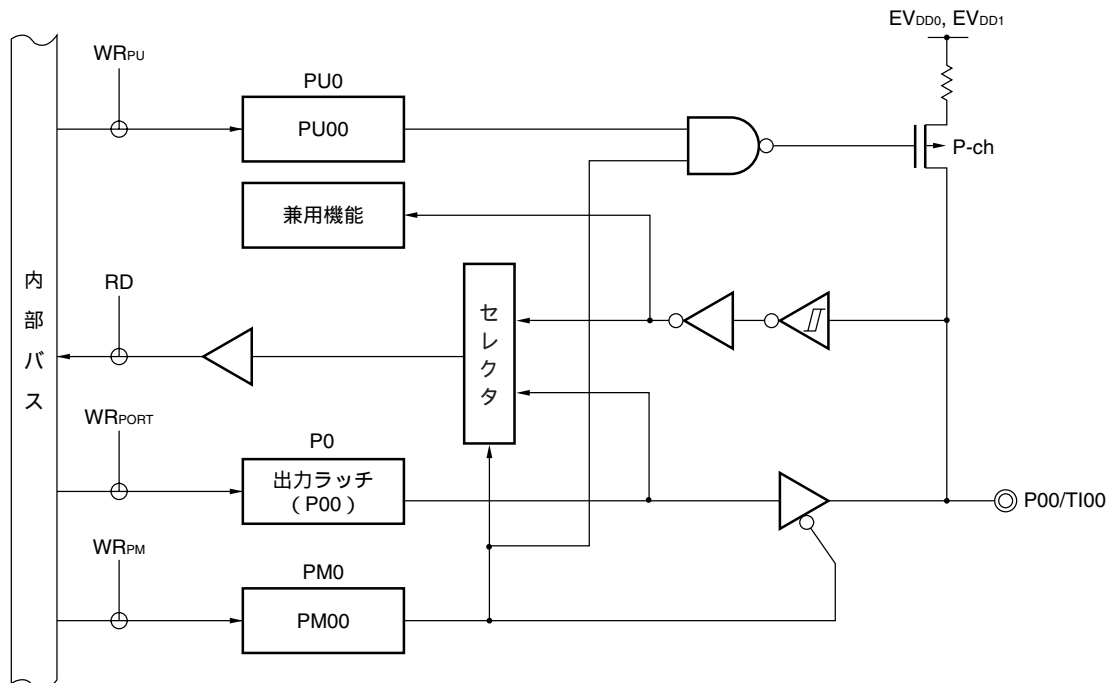 EVDD0, EVDD1
WRPU
PU0
PU00
P-ch
兼用機能
内部バス
RD
セレクタ
WRPORT
P0
出力ラッチ
( P00 )
P00/TI00
WRPM
PM0
PM00